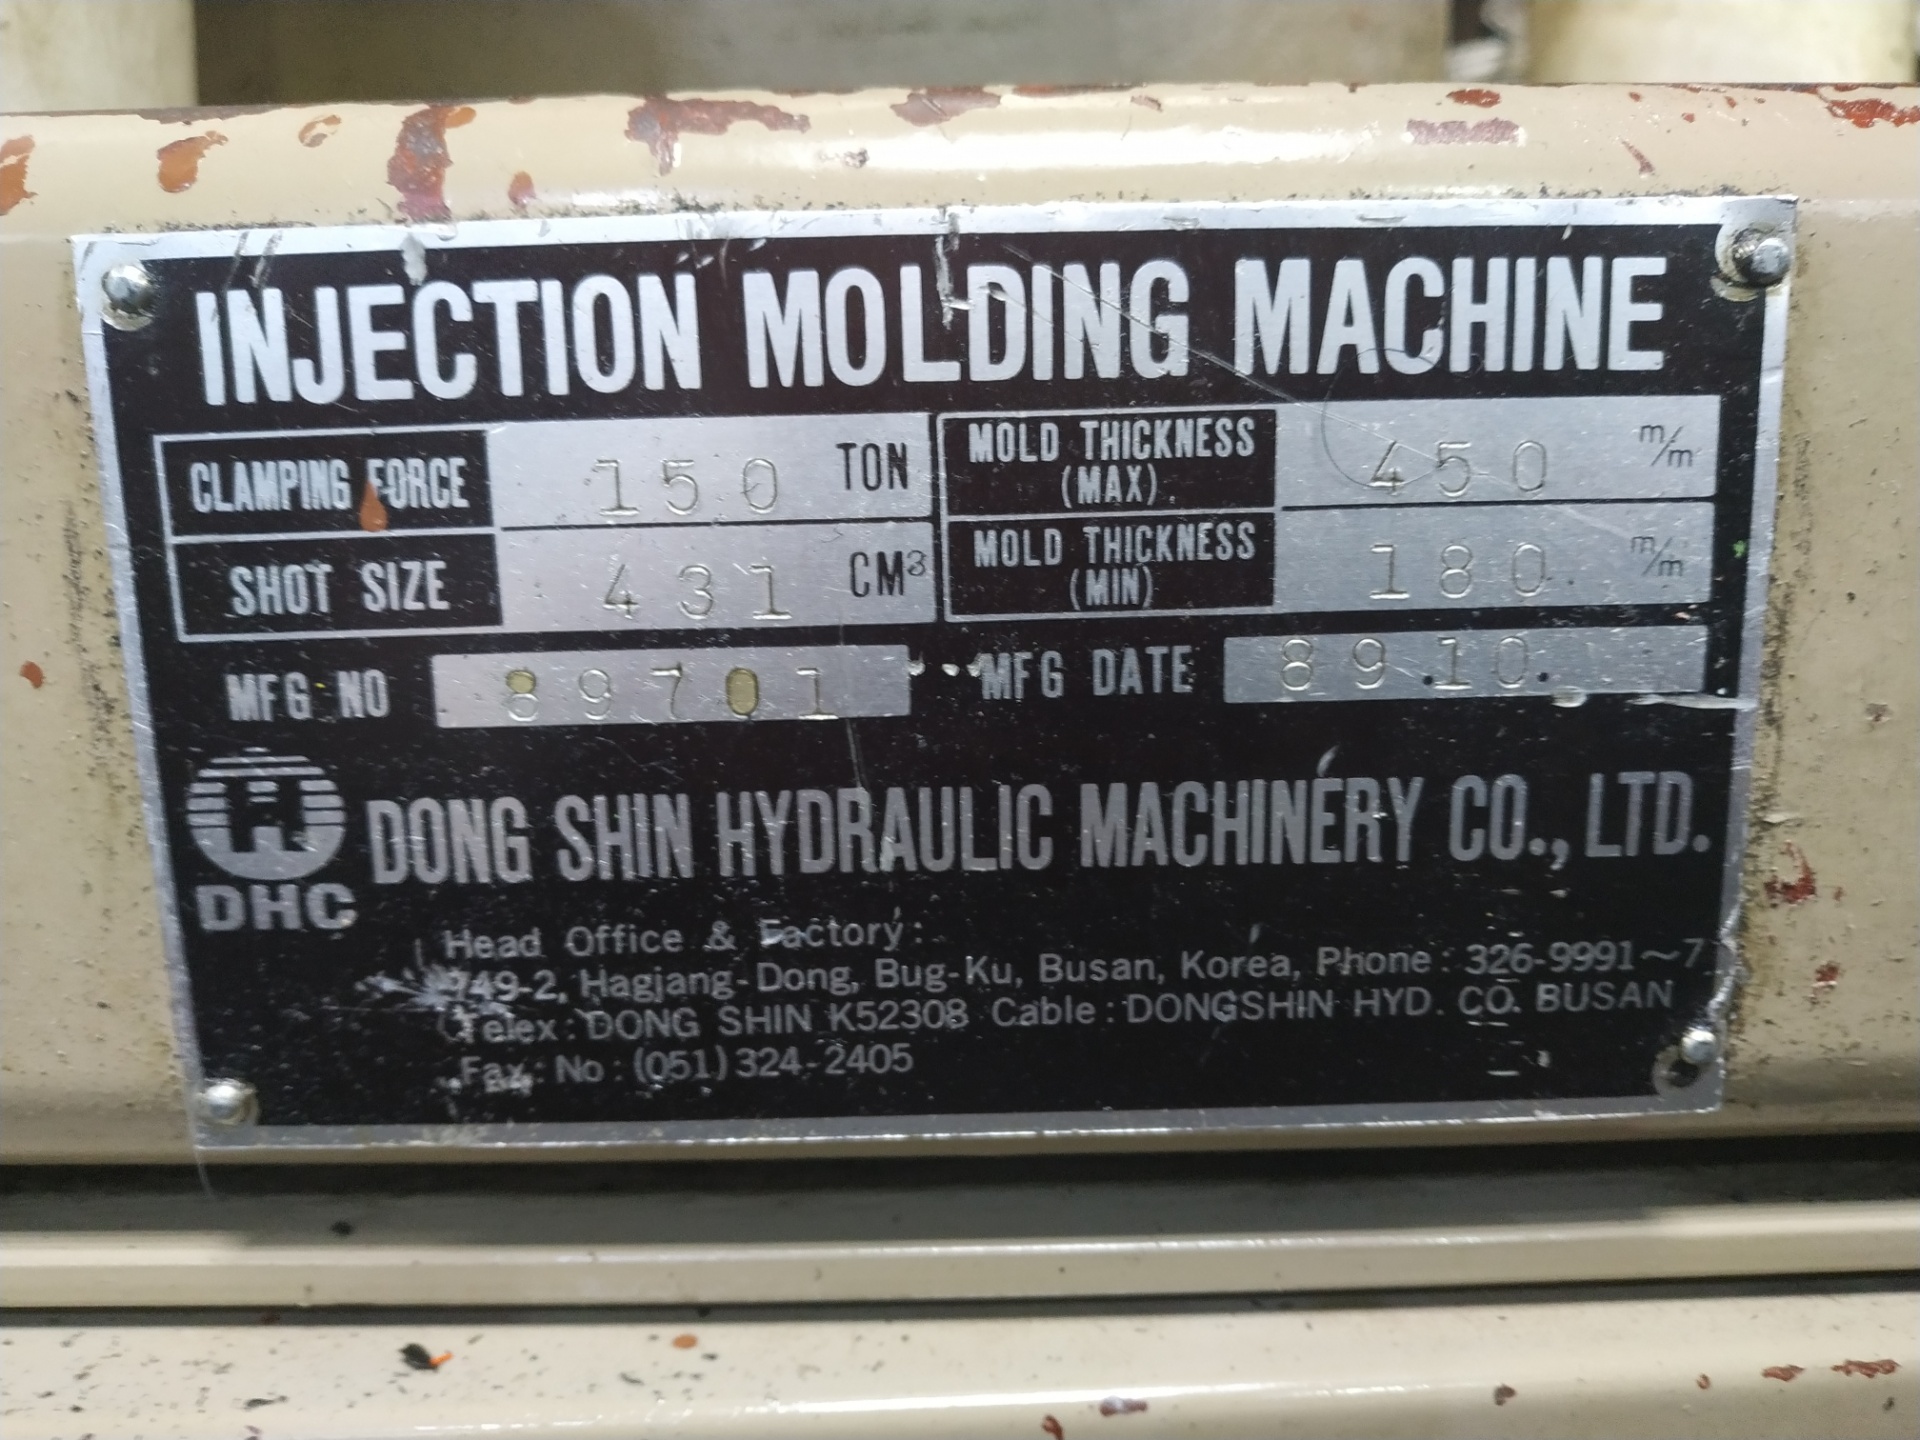 INJECTION MOLDING MACHINE
CLAMPING FORCE 150 TON
MOLD THICKNESS (MAX) 450 m/m
SHOT SIZE 431 CM³
MOLD THICKNESS (MIN) 180 m/m
MFG NO 89701
MFG DATE 89.10.
DHC
DONG SHIN HYDRAULIC MACHINERY CO., LTD.
Head Office & Factory:
749-2, Hagjang-Dong, Bug-Ku, Busan, Korea, Phone: 326-9991~7
Telex: DONG SHIN K52308 Cable: DONGSHIN HYD. CO. BUSAN
Fax: No: (051) 324-2405